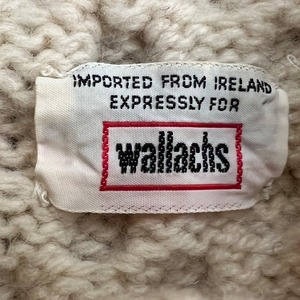 IMPORTED FROM IRELAND
EXPRESSLY FOR
wallachs